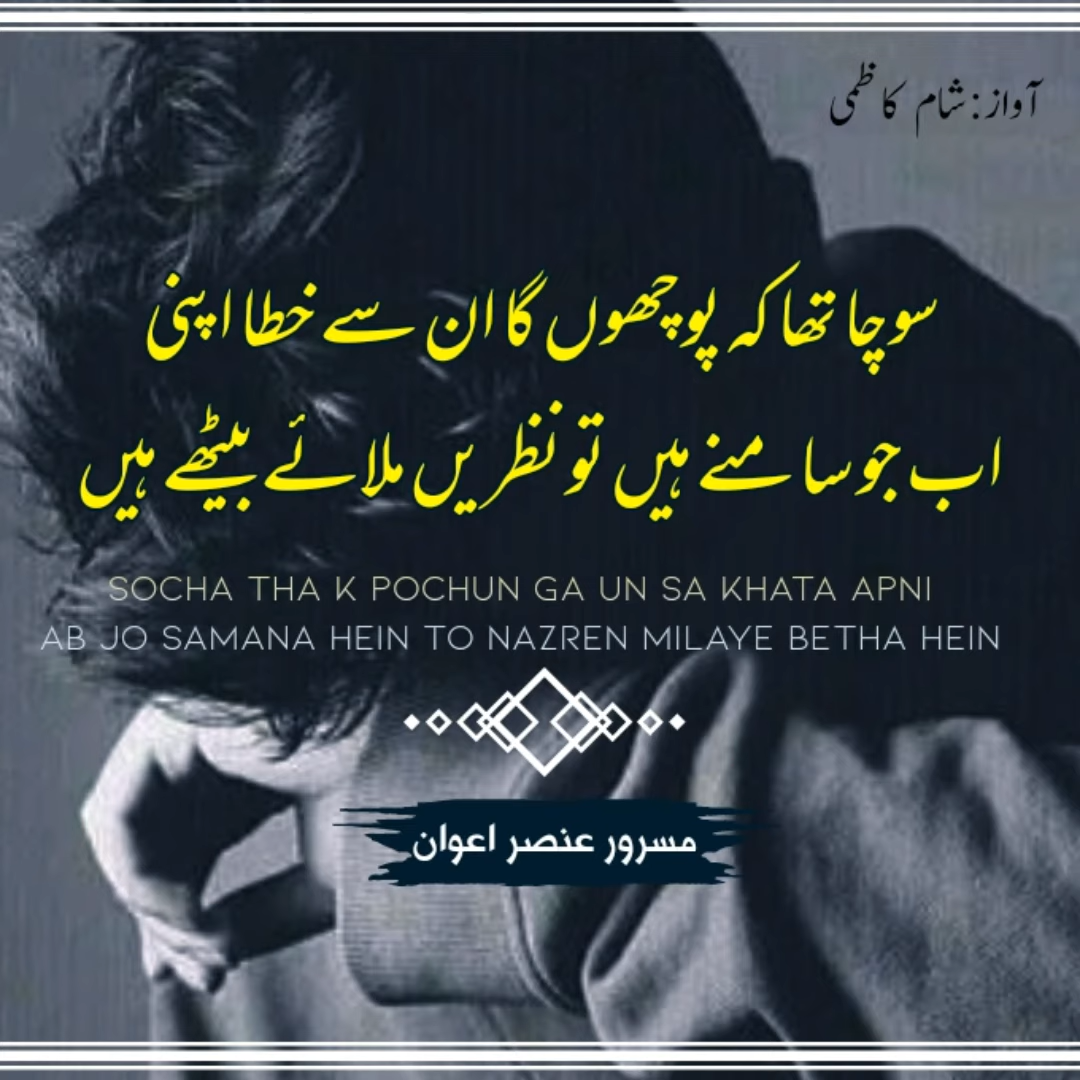 آواز: شام کاظمی
سوچا تھا کہ پوچھوں گا ان سے خطا اپنی
اب جو سامنے ہیں تو نظریں ملائے بیٹھے ہیں
SOCHA THA K POCHUN GA UN SA KHATA APNI
AB JO SAMANA HEIN TO NAZREN MILAYE BETHA HEIN
مسرور عنصر اعوان